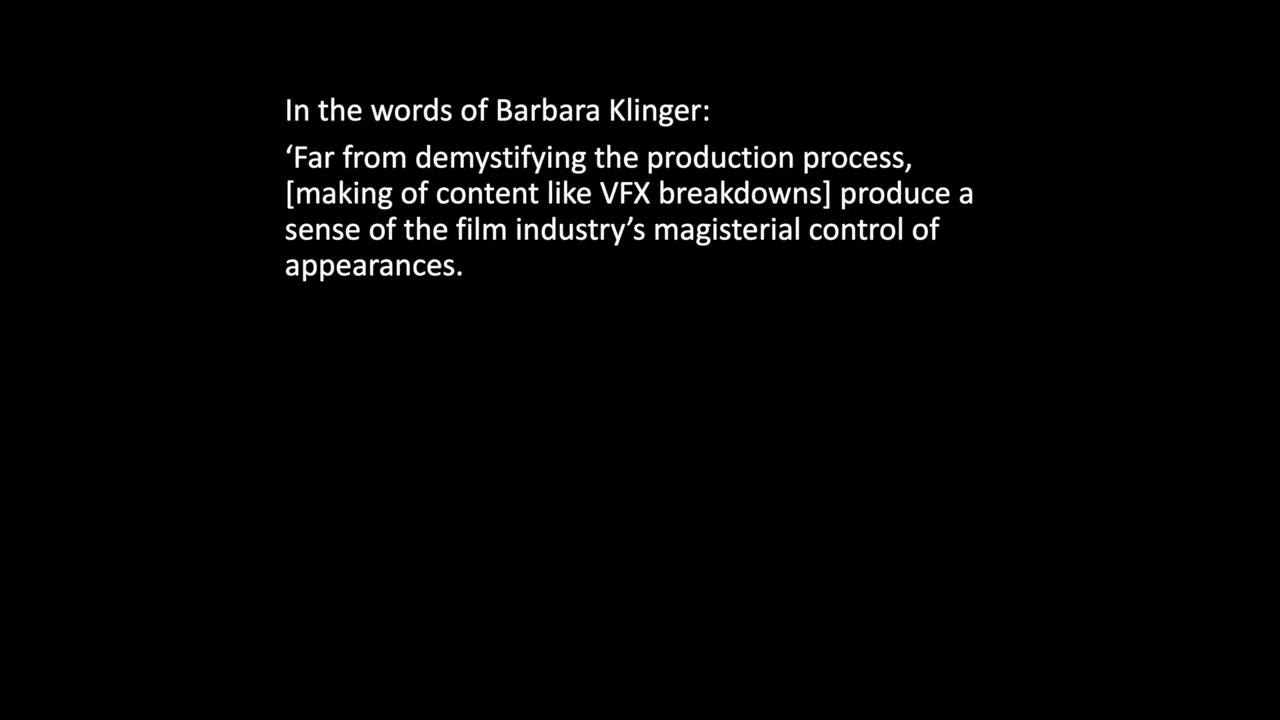 In the words of Barbara Klinger:
‘Far from demystifying the production process,
[making of content like VFX breakdowns] produce a
sense of the film industry’s magisterial control of
appearances.